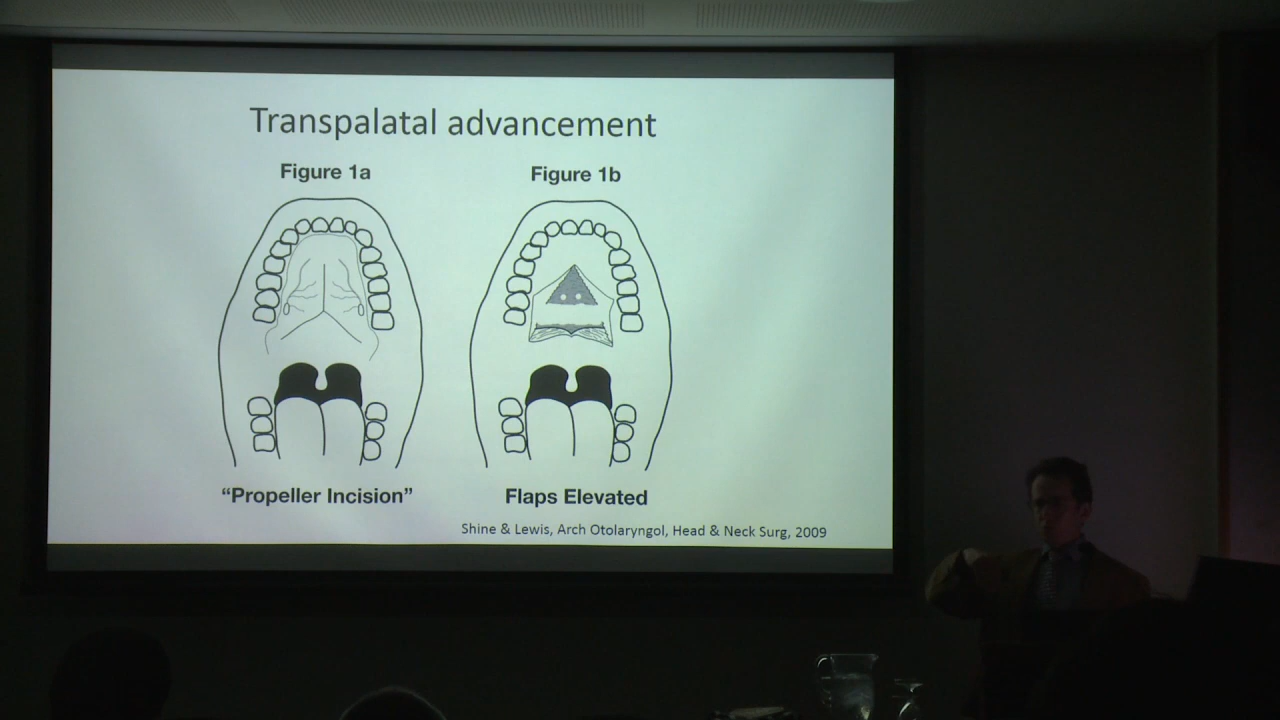 Transpalatal advancement
Figure 1a
Figure 1b
“Propeller Incision”
Flaps Elevated
Shine & Lewis, Arch Otolaryngol, Head & Neck Surg, 2009